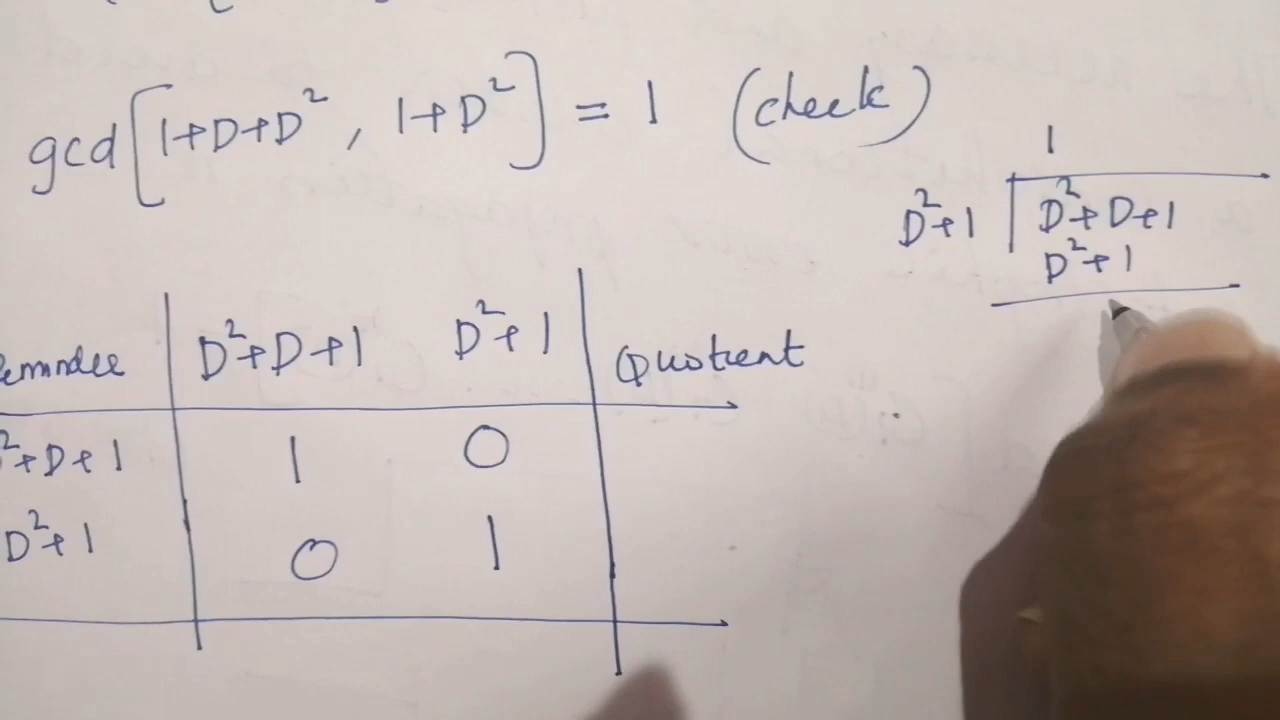 gcd[1+D+D², 1+D²] = 1 (check)
1
D²+1 D²+D+1
D²+1
D²+D+1 D²+1 Quotient
²+D+1 1 0
D²+1 0 1